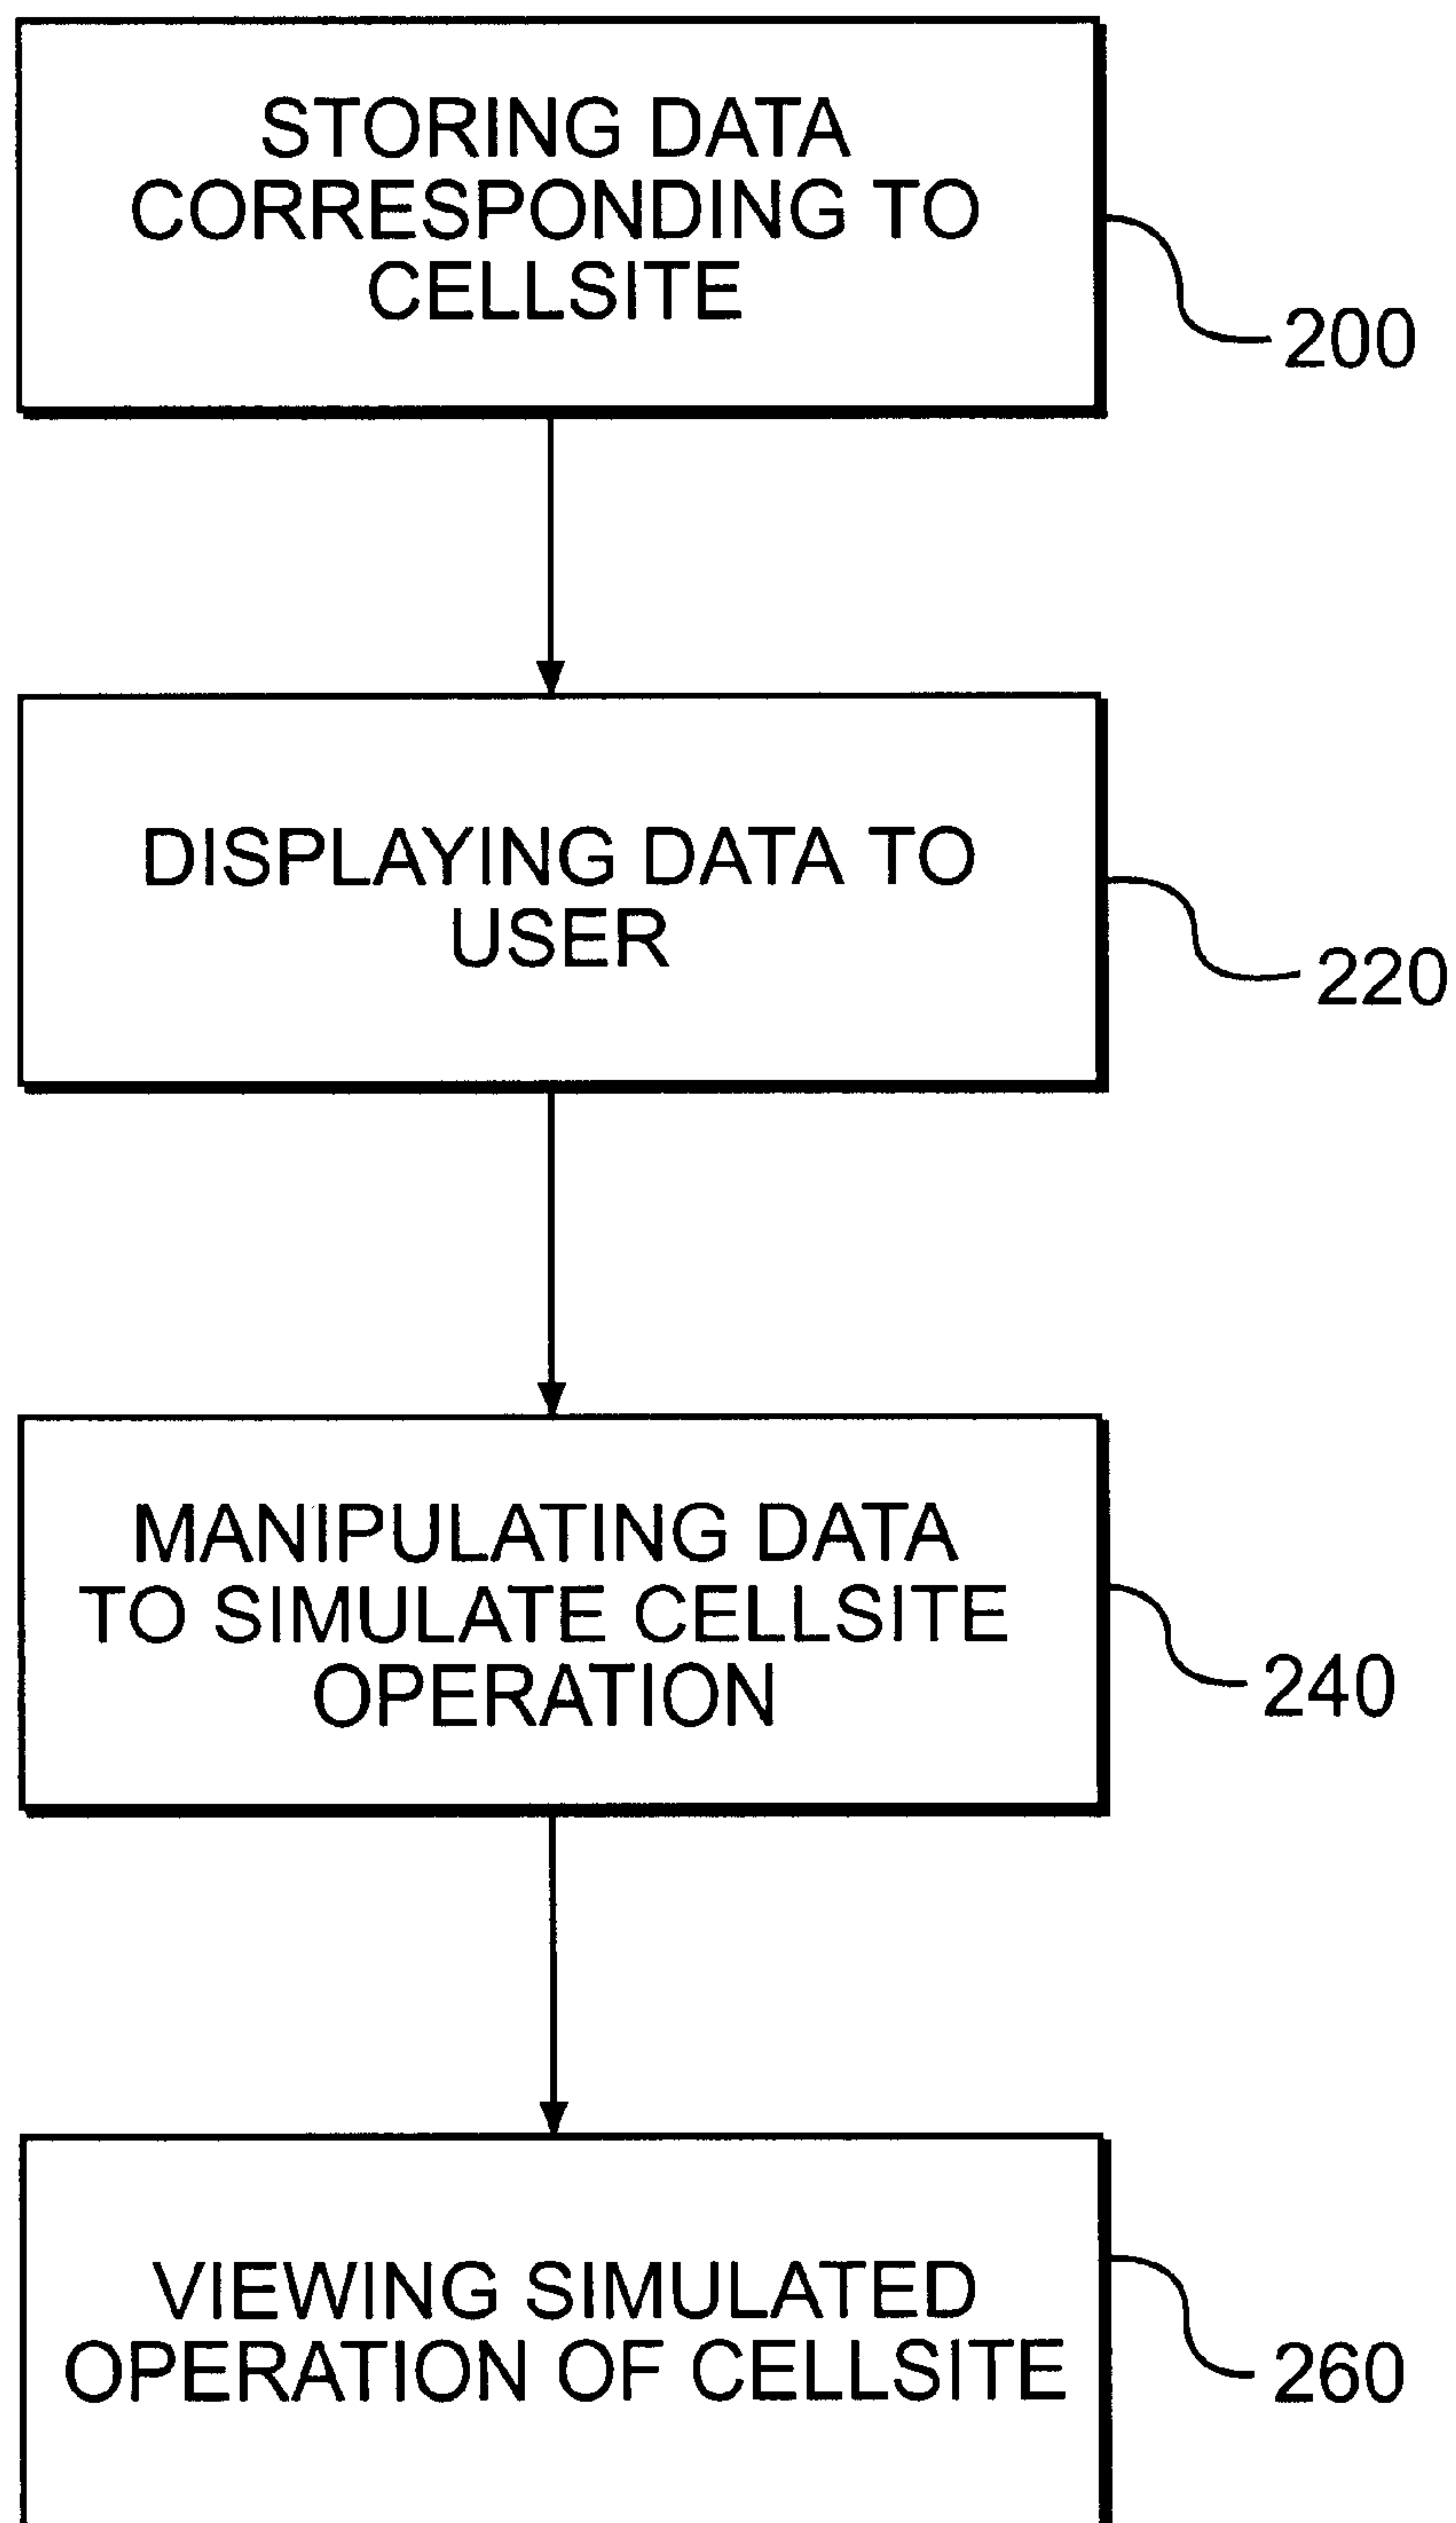 STORING DATA
CORRESPONDING TO
CELLSITE
200
DISPLAYING DATA TO
USER
220
MANIPULATING DATA
TO SIMULATE CELLSITE
OPERATION
240
VIEWING SIMULATED
OPERATION OF CELLSITE
260